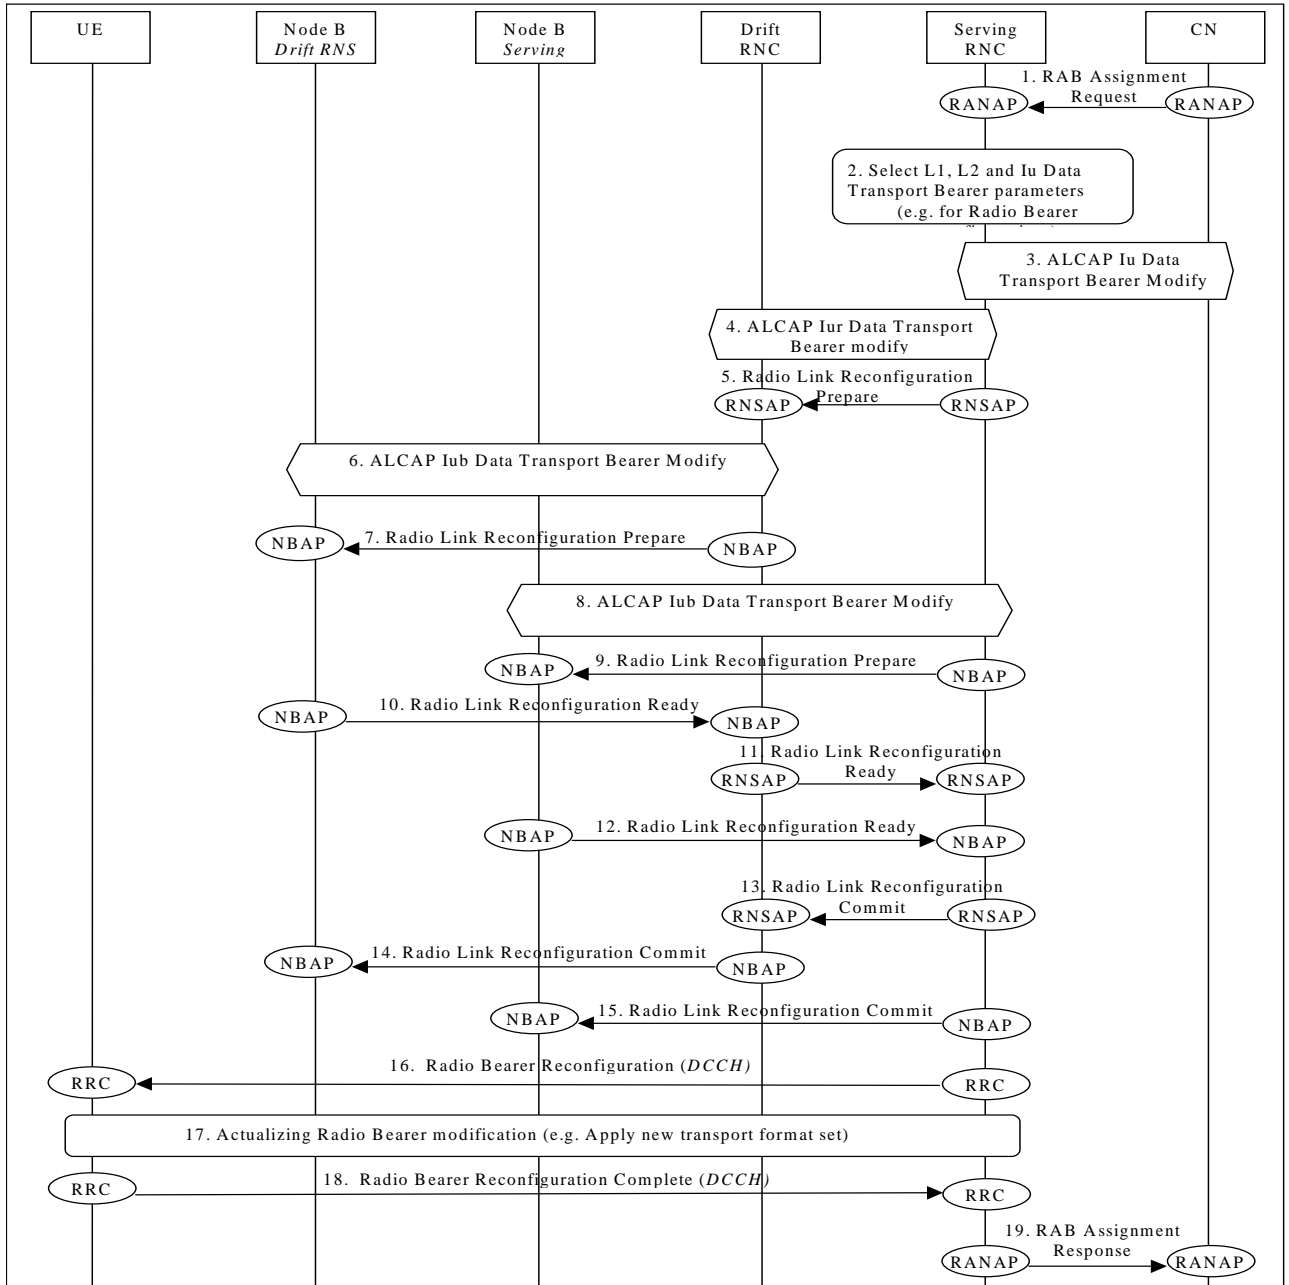 UE
Node B
Drift RNS
Node B
Serving
Drift
RNC
Serving
RNC
CN
1. RAB Assignment
Request
RANAP
RANAP
2. Select L1, L2 and Iu Data
Transport Bearer parameters
(e.g. for Radio Bearer
3. ALCAP Iu Data
Transport Bearer Modify
4. ALCAP Iur Data Transport
Bearer modify
5. Radio Link Reconfiguration
Prepare
RNSAP
RNSAP
6. ALCAP Iub Data Transport Bearer Modify
7. Radio Link Reconfiguration Prepare
NBAP
NBAP
8. ALCAP Iub Data Transport Bearer Modify
9. Radio Link Reconfiguration Prepare
NBAP
NBAP
10. Radio Link Reconfiguration Ready
NBAP
NBAP
11. Radio Link Reconfiguration
Ready
RNSAP
RNSAP
12. Radio Link Reconfiguration Ready
NBAP
NBAP
13. Radio Link Reconfiguration
Commit
RNSAP
RNSAP
14. Radio Link Reconfiguration Commit
NBAP
NBAP
15. Radio Link Reconfiguration Commit
NBAP
NBAP
16. Radio Bearer Reconfiguration (DCCH)
RRC
RRC
17. Actualizing Radio Bearer modification (e.g. Apply new transport format set)
18. Radio Bearer Reconfiguration Complete (DCCH)
RRC
RRC
19. RAB Assignment
Response
RANAP
RANAP